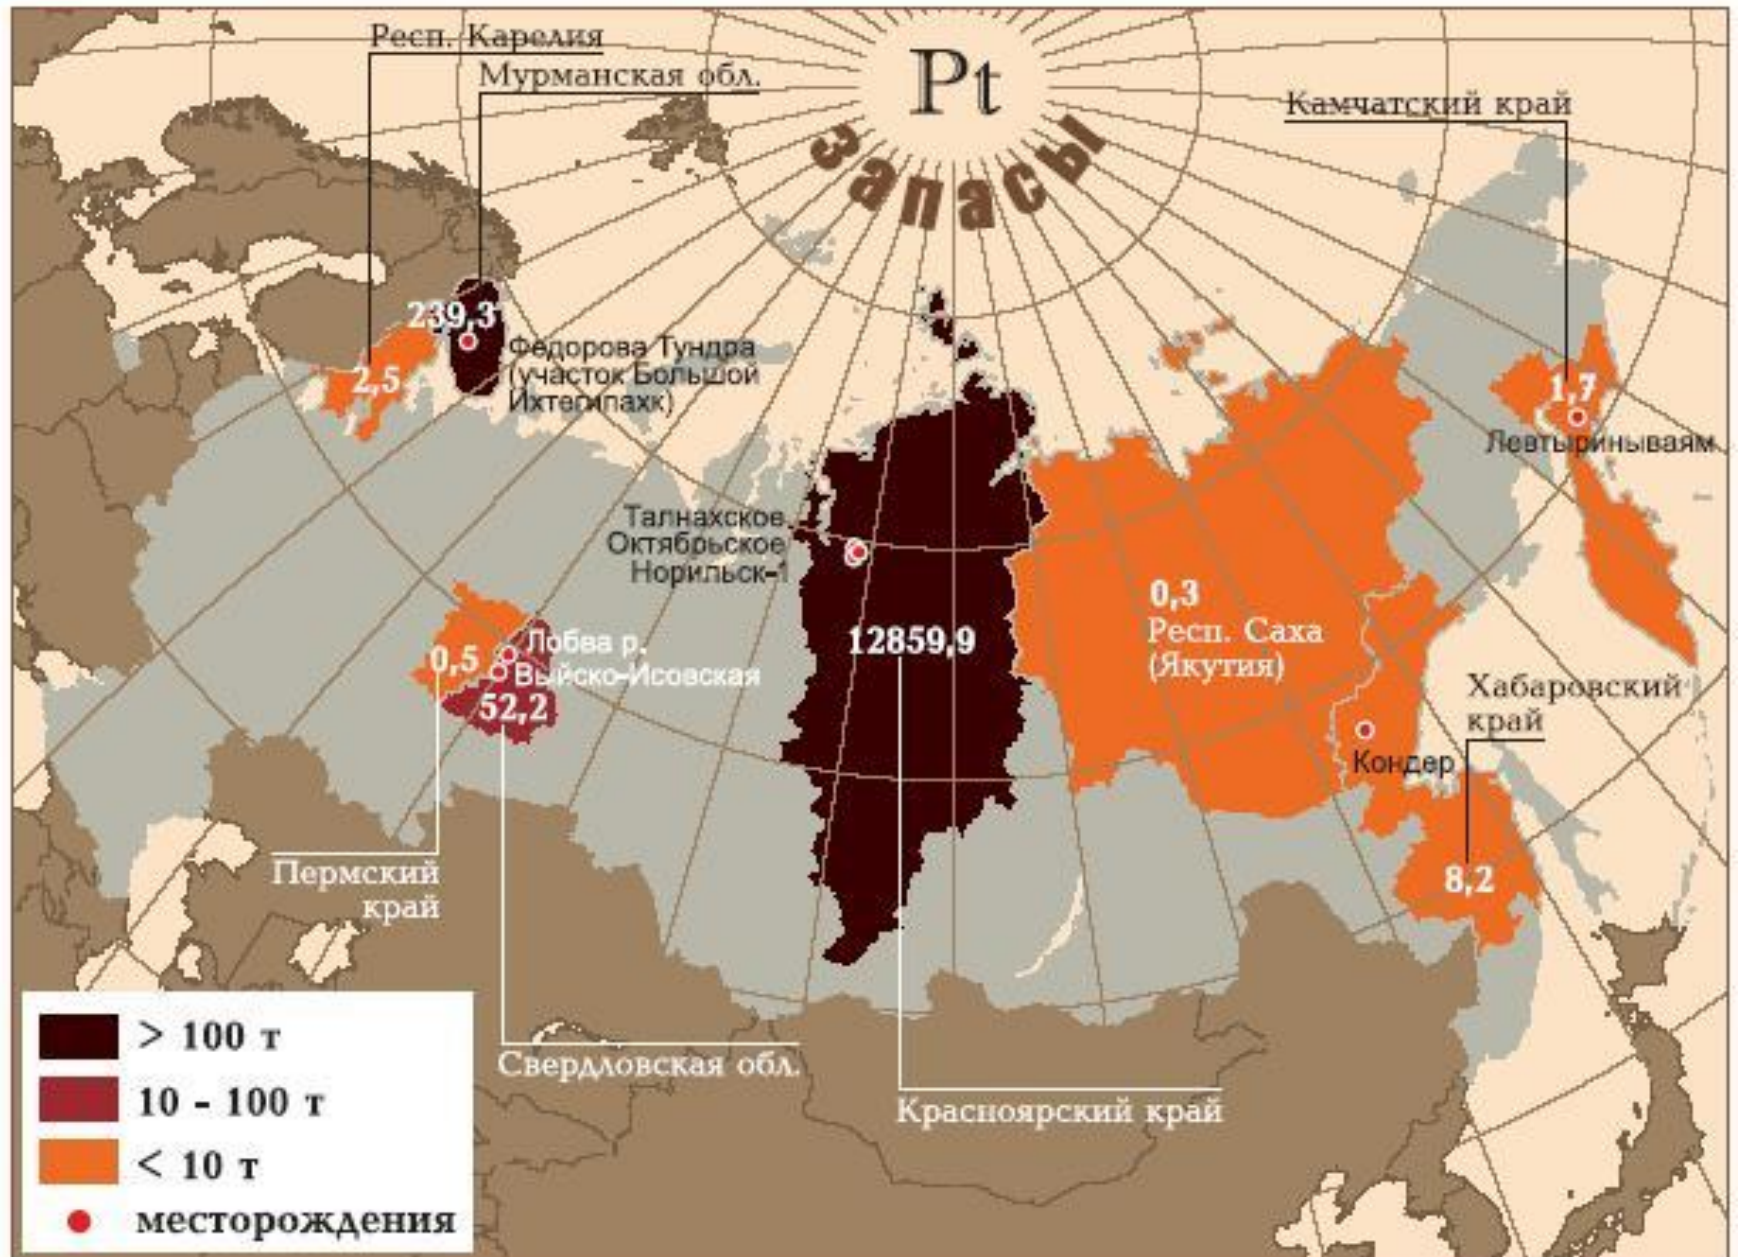 Респ. Карелия
Мурманская обл.
Pt
Запасы
Камчатский край
239,3
2,5
Федорова Тундра
(участок Большой
Ихтегипахк)
1,7
Левтыринываям
Талнахское
Октябрьское
Норильск-1
0,3
Респ. Саха
(Якутия)
12859,9
Лобва р.
0,5
Выйско-Исовская
52,2
Хабаровский
край
Кондер
8,2
Пермский
край
Свердловская обл.
Красноярский край
> 100 т
10 - 100 т
< 10 т
месторождения